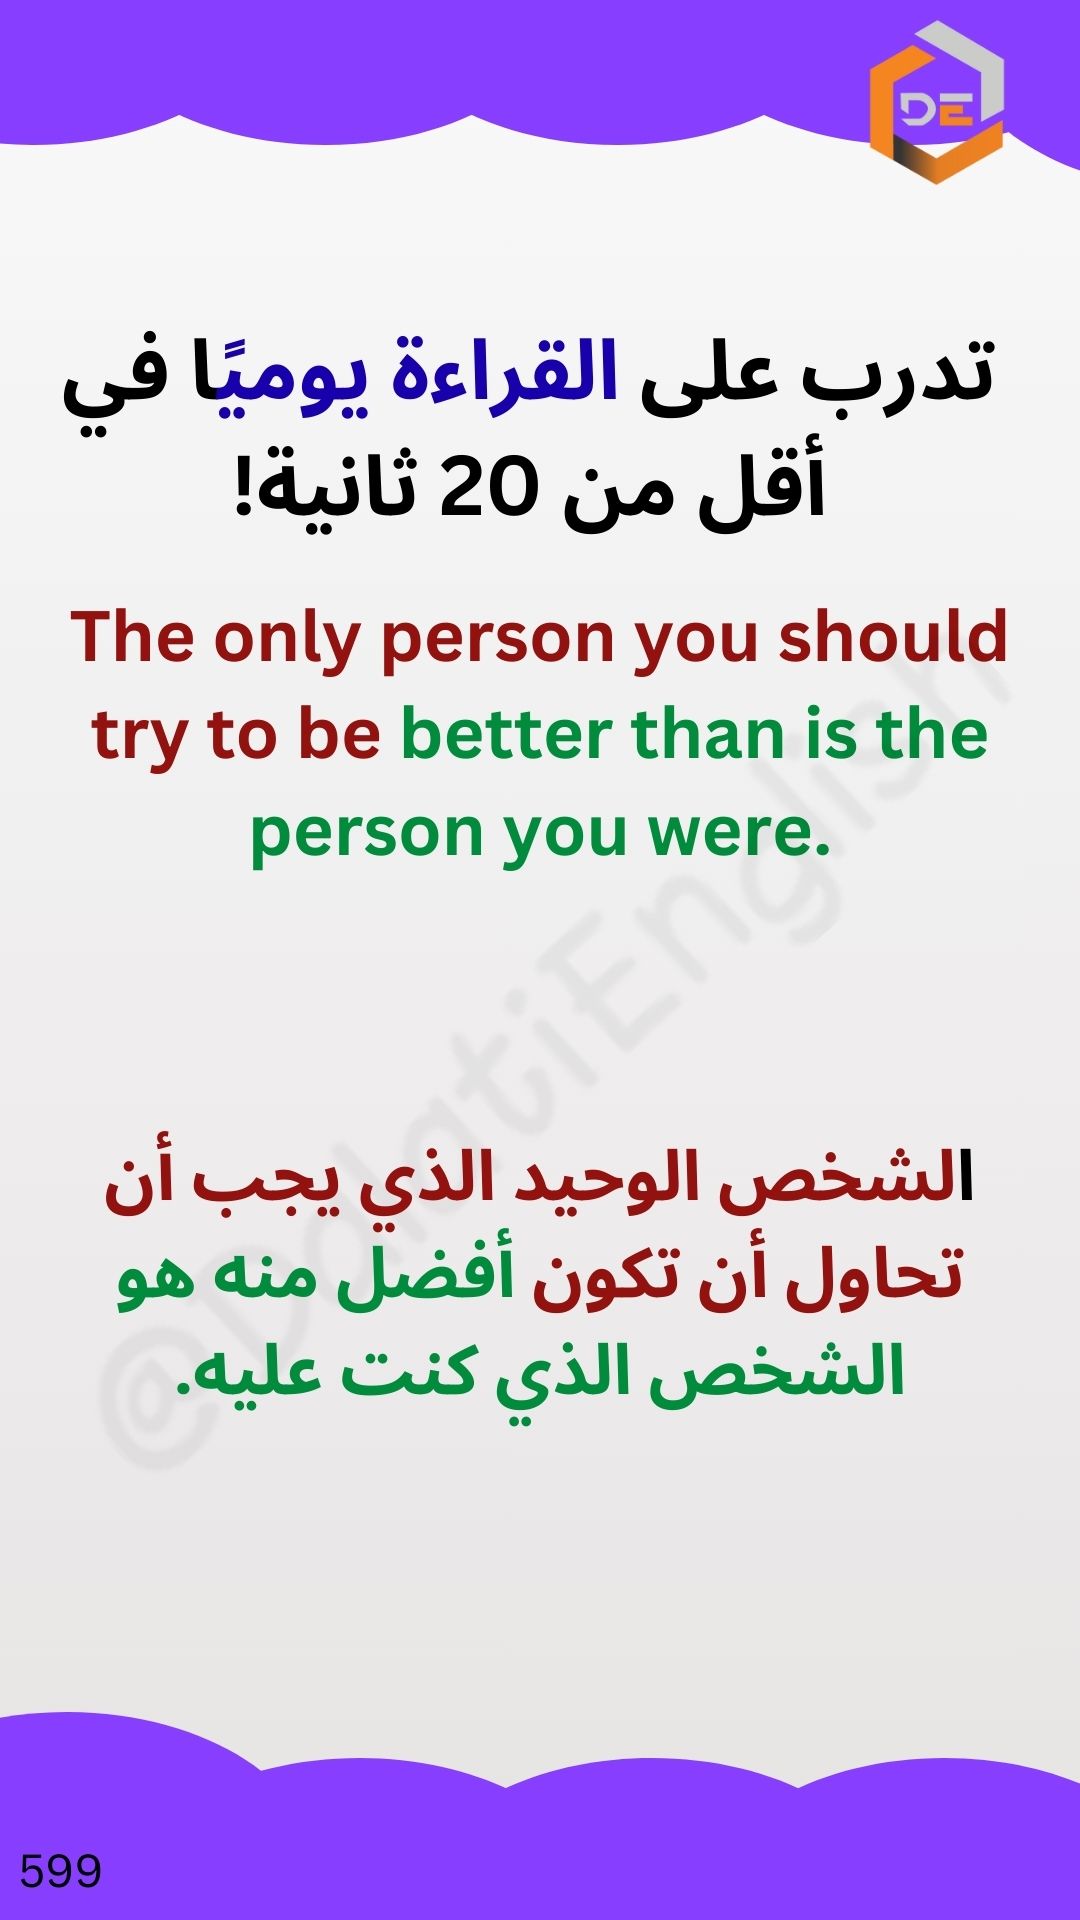 DE
تدرب على القراءة يوميًا في
أقل من 20 ثانية!
The only person you should
try to be better than is the
person you were.
@DdatiEnglish
الشخص الوحيد الذي يجب أن
تحاول أن تكون أفضل منه هو
الشخص الذي كنت عليه.
599